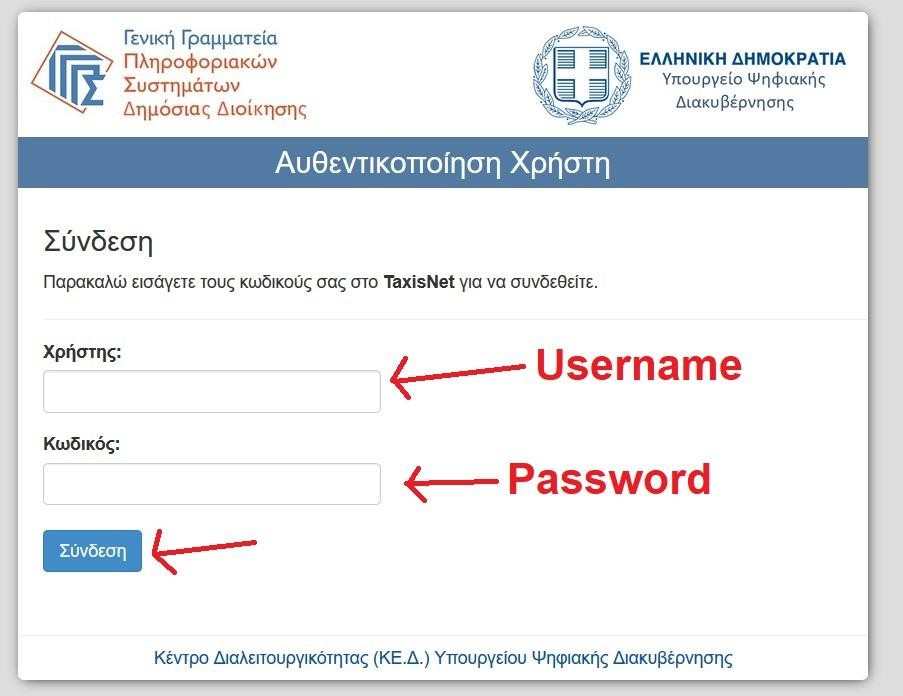 Γενική Γραμματεία
Πληροφοριακών
Συστημάτων
Δημόσιας Διοίκησης
ΕΛΛΗΝΙΚΗ ΔΗΜΟΚΡΑΤΙΑ
Υπουργείο Ψηφιακής
Διακυβέρνησης
Αυθεντικοποίηση Χρήστη
Σύνδεση
Παρακαλώ εισάγετε τους κωδικούς σας στο TaxisNet για να συνδεθείτε.
Χρήστης:
Username
Κωδικός:
Password
Σύνδεση
Κέντρο Διαλειτουργικότητας (ΚΕ.Δ.) Υπουργείου Ψηφιακής Διακυβέρνησης